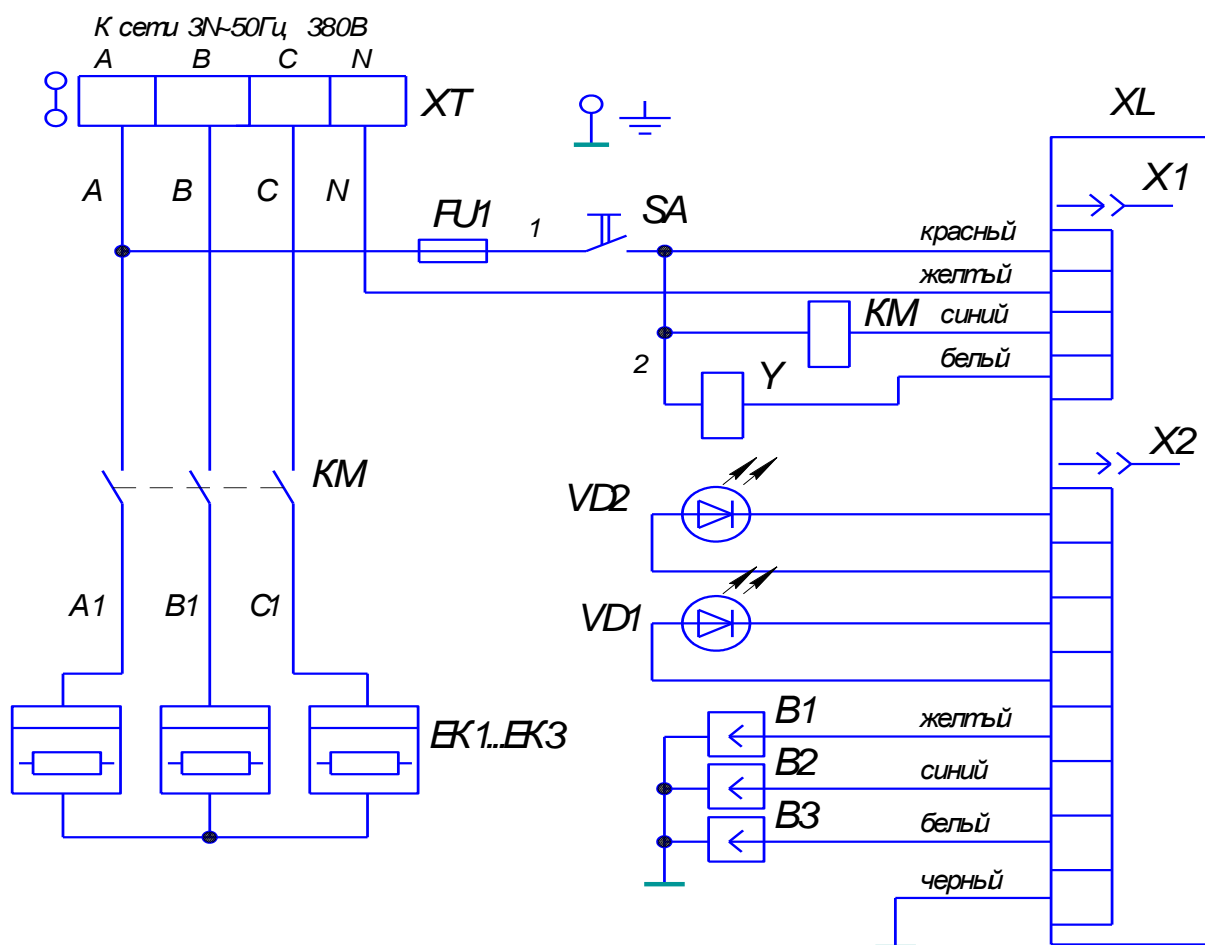 К сети 3N~50Гц 380В
A B C N
XT
XL
X1
A B C N
FU1
1
SA
красный
желтый
KM
синий
2
Y
белый
X2
KM
VD2
A1 B1 C1
VD1
EK1...EK3
B1
желтый
B2
синий
B3
белый
черный